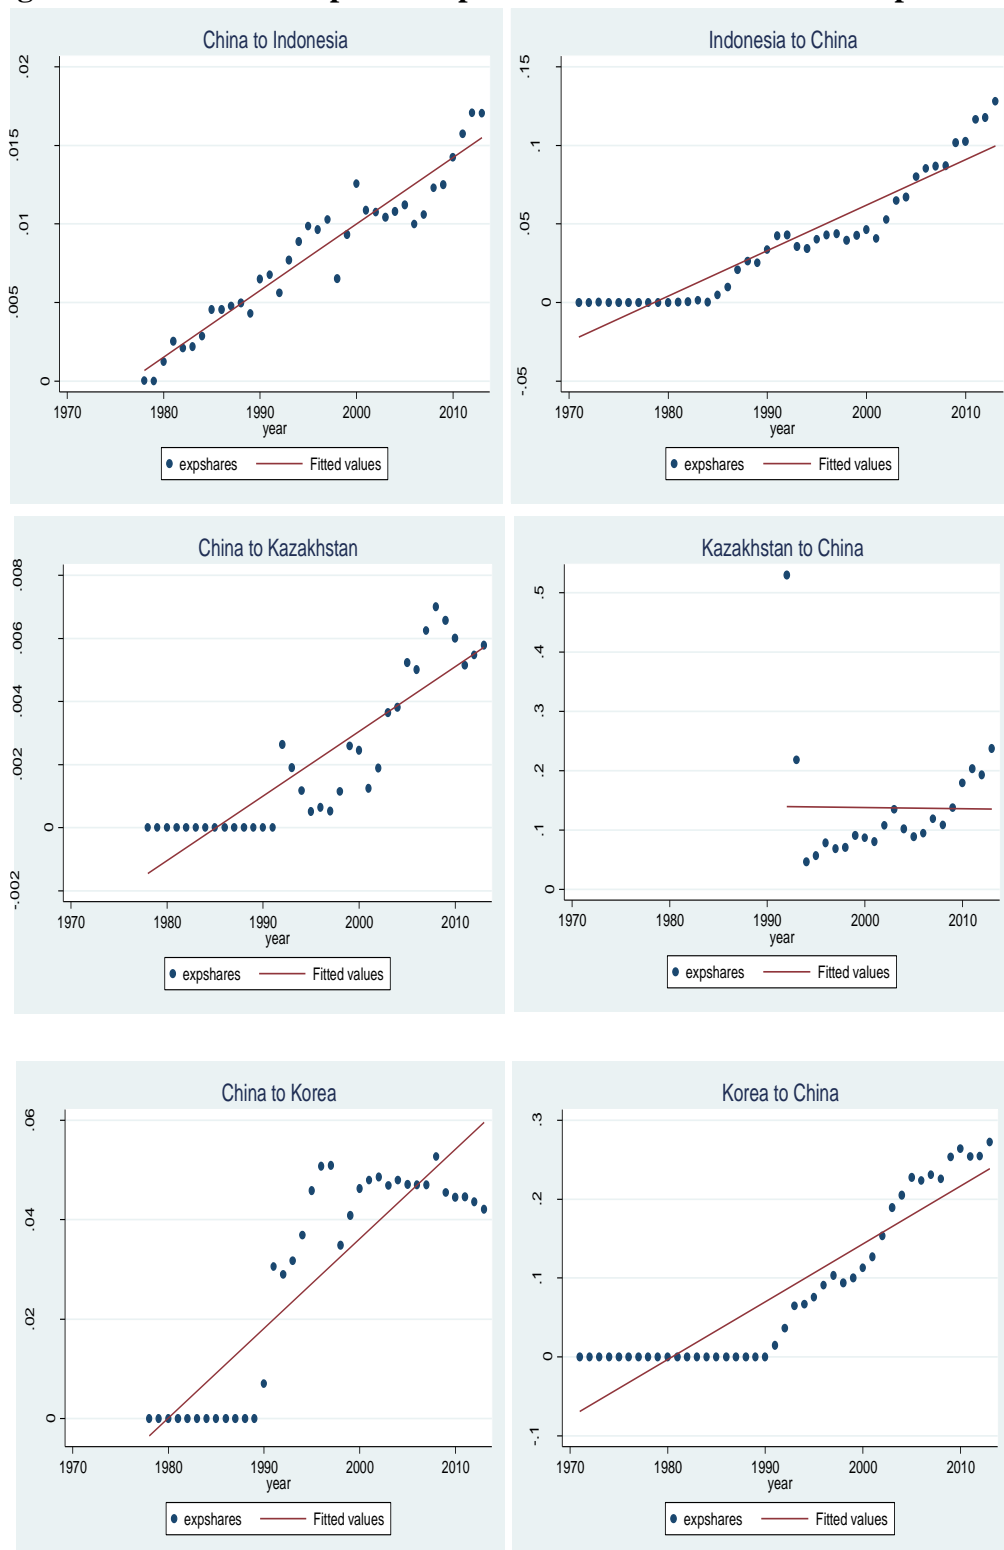 China to Indonesia
.02
.015
.01
.005
0
1970 1980 1990 2000 2010
year
expshares Fitted values
Indonesia to China
.15
.1
.05
0
-.05
1970 1980 1990 2000 2010
year
expshares Fitted values
China to Kazakhstan
.008
.006
.004
.002
0
-.002
1970 1980 1990 2000 2010
year
expshares Fitted values
Kazakhstan to China
.5
.4
.3
.2
.1
0
1970 1980 1990 2000 2010
year
expshares Fitted values
China to Korea
.06
.04
.02
0
1970 1980 1990 2000 2010
year
expshares Fitted values
Korea to China
.3
.2
.1
0
-.1
1970 1980 1990 2000 2010
year
expshares Fitted values